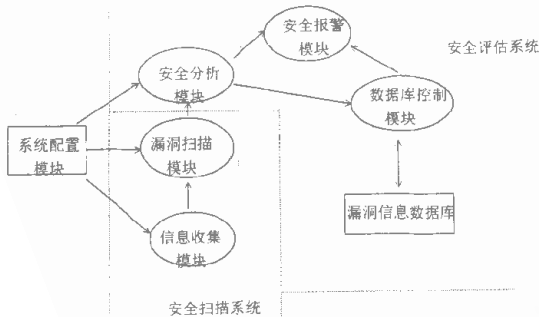 安全报警
模块
安全评估系统
安全分析
模块
数据库控制
模块
系统配置
模块
漏洞扫描
模块
漏洞信息数据库
信息收集
模块
安全扫描系统